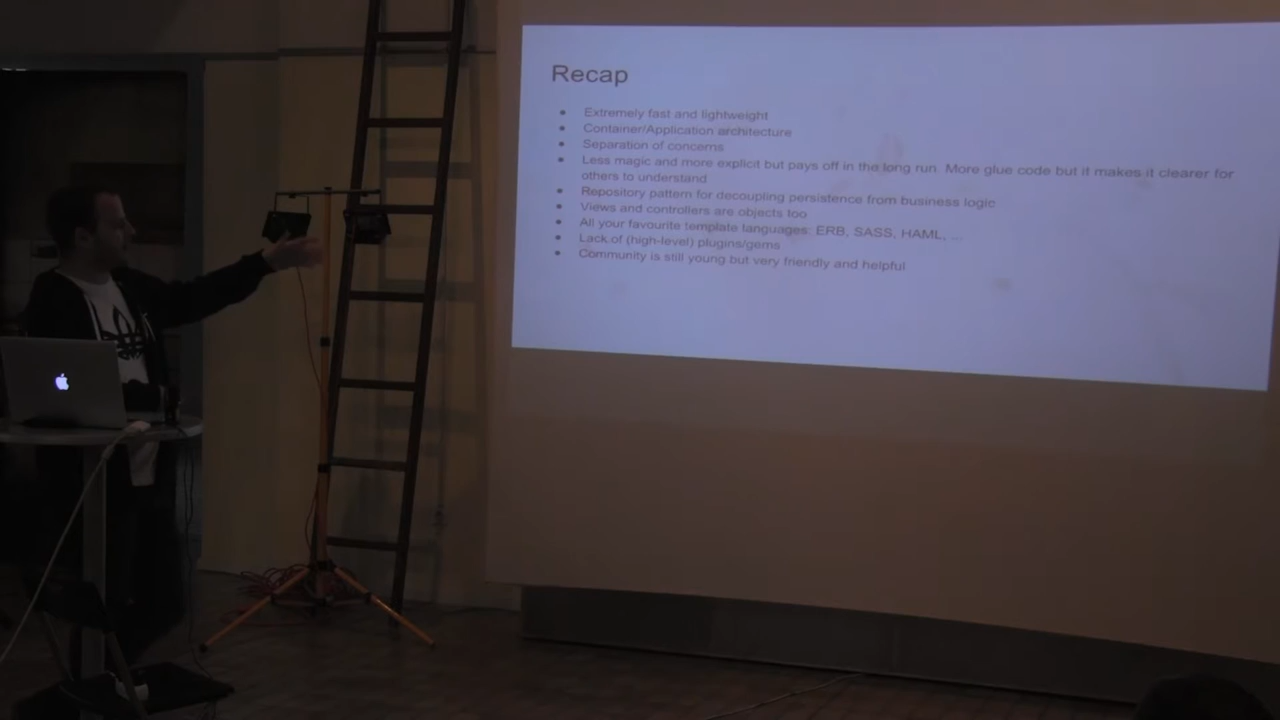 Recap
Extremely fast and lightweight
Container/Application architecture
Separation of concerns
Less magic and more explicit but pays off in the long run. More glue code but it makes it clearer for
others to understand
Repository pattern for decoupling persistence from business logic
Views and controllers are objects too
All your favourite template languages: ERB, SASS, HAML, ...
Lack of (high-level) plugins/gems
Community is still young but very friendly and helpful